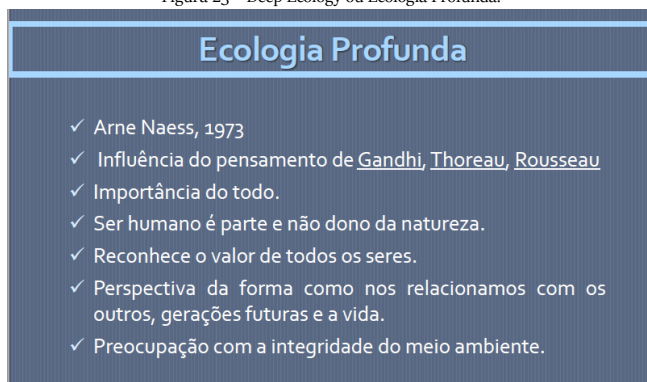 Figura 23 – Deep Ecology ou Ecologia Profunda.
Ecologia Profunda
✓ Arne Naess, 1973
✓ Influência do pensamento de Gandhi, Thoreau, Rousseau
✓ Importância do todo.
✓ Ser humano é parte e não dono da natureza.
✓ Reconhece o valor de todos os seres.
✓ Perspectiva da forma como nos relacionamos com os
outros, gerações futuras e a vida.
✓ Preocupação com a integridade do meio ambiente.